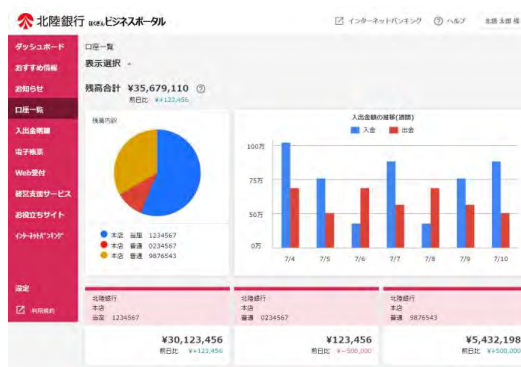 北陸銀行 ほくぎんビジネスポータル
インターネットバンキング
ヘルプ
北銀 太郎 様
ダッシュボード
おすすめ情報
お知らせ
口座一覧
入出金明細
電子帳票
Web受付
経営支援サービス
お役立ちサイト
インターネットバンキング
設定
利用規約
口座一覧
表示選択
残高合計 ¥35,679,110
前日比 ¥+123,456
残高内訳
本店 当座 1234567
本店 普通 0234567
本店 普通 9876543
入出金額の推移(週間)
入金 出金
100万
75万
50万
0万
7/4 7/5 7/6 7/7 7/8 7/9 7/10
北陸銀行
本店
当座 1234567
¥30,123,456
前日比 ¥+123,456
北陸銀行
本店
普通 0234567
¥123,456
前日比 ¥-500,000
北陸銀行
本店
普通 9876543
¥5,432,198
前日比 ¥+500,000